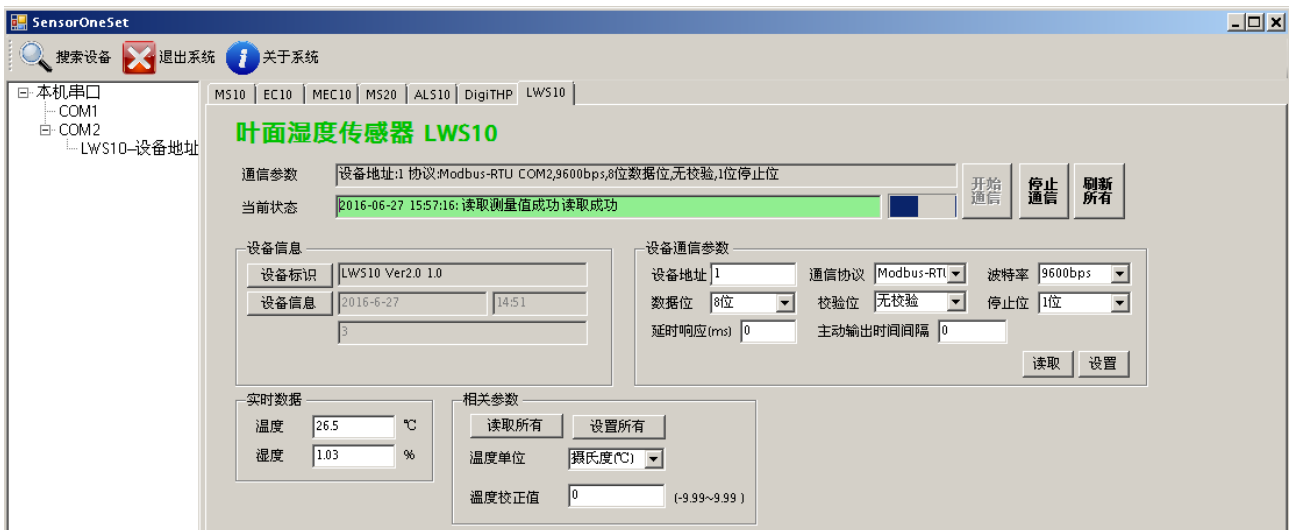 SensorOneSet
搜索设备 退出系统 关于系统
本机串口
COM1
COM2
LWS10--设备地址
MS10 EC10 MEC10 MS20 ALS10 DigiTHP LWS10
叶面湿度传感器 LWS10
通信参数 设备地址:1 协议:Modbus-RTU COM2,9600bps,8位数据位,无校验,1位停止位
当前状态 2016-06-27 15:57:16: 读取测量值成功 读取成功
开始通信 停止通信 刷新所有
设备信息
设备标识 LWS10 Ver2.0 1.0
设备信息 2016-6-27 14:51
3
设备通信参数
设备地址 1 通信协议 Modbus-RTU 波特率 9600bps
数据位 8位 校验位 无校验 停止位 1位
延时响应(ms) 0 主动输出时间间隔 0
读取 设置
实时数据
温度 26.5 ℃
湿度 1.03 %
相关参数
读取所有 设置所有
温度单位 摄氏度(℃)
温度校正值 0 (-9.99~9.99 )